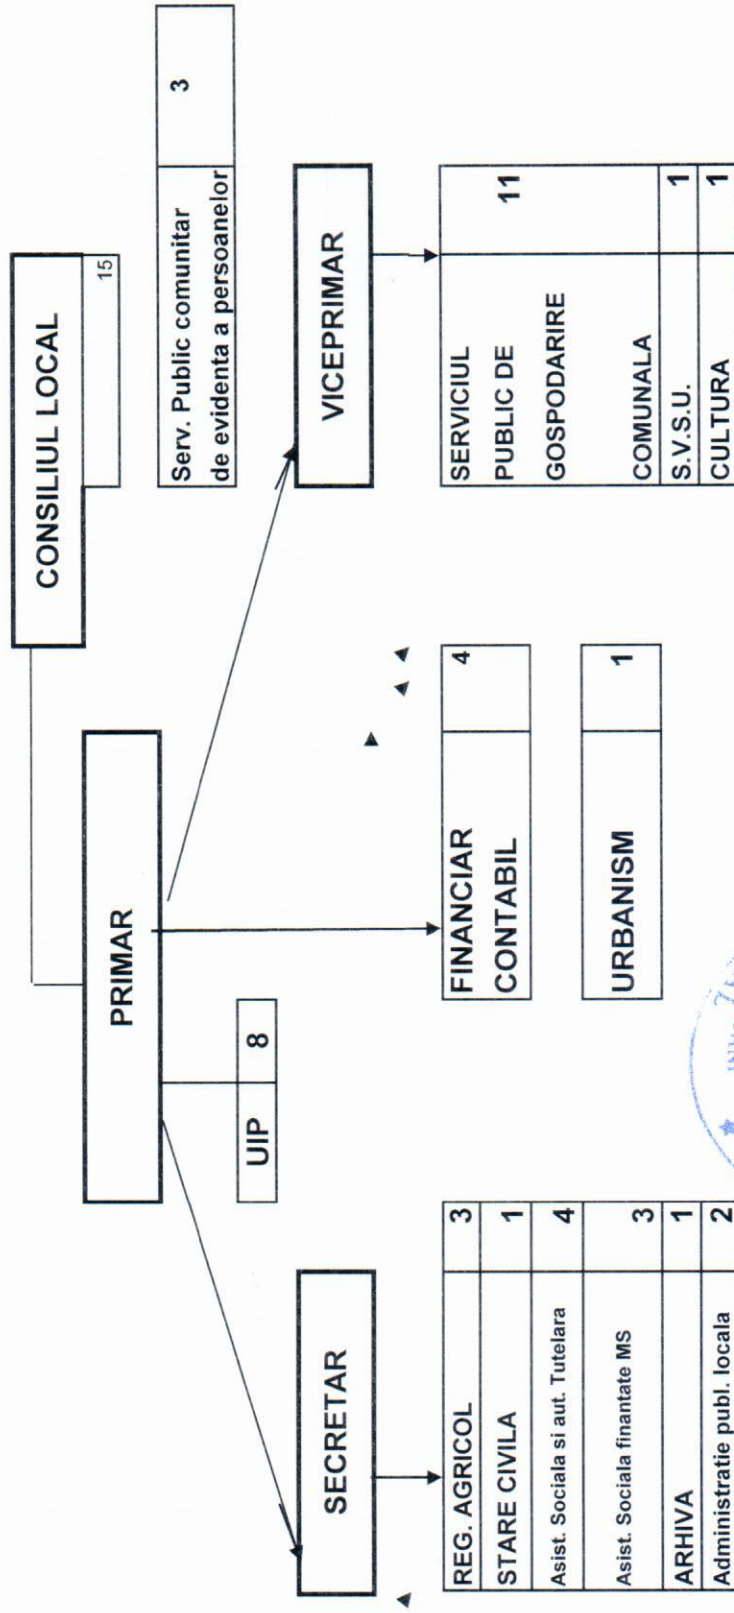 CONSILIUL LOCAL
15
Serv. Public comunitar
de evidenta a persoanelor
3
PRIMAR
UIP 8
SECRETAR
VICEPRIMAR
REG. AGRICOL 3
STARE CIVILA 1
Asist. Sociala si aut. Tutelara 4
Asist. Sociala finantate MS 3
ARHIVA 1
Administratie publ. locala 2
FINANCIAR 4
CONTABIL
URBANISM 1
SERVICIUL
PUBLIC DE 11
GOSPODARIRE
COMUNALA
S.V.S.U. 1
CULTURA 1